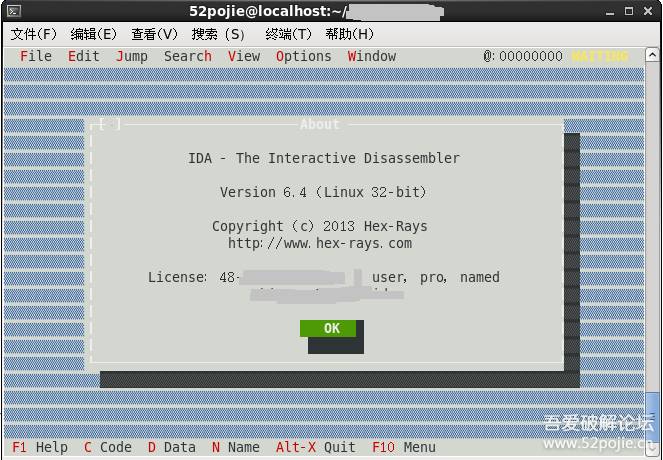 52pojie@localhost:~/
文件(F) 编辑(E) 查看(V) 搜索 (S) 终端(T) 帮助(H)
File Edit Jump Search View Options Window @:00000000 WAITING
[ ] About
IDA - The Interactive Disassembler
Version 6.4 (Linux 32-bit)
Copyright (c) 2013 Hex-Rays
http://www.hex-rays.com
License: 48- user, pro, named
OK
吾爱破解论坛
www.52pojie.cn
F1 Help C Code D Data N Name Alt-X Quit F10 Menu